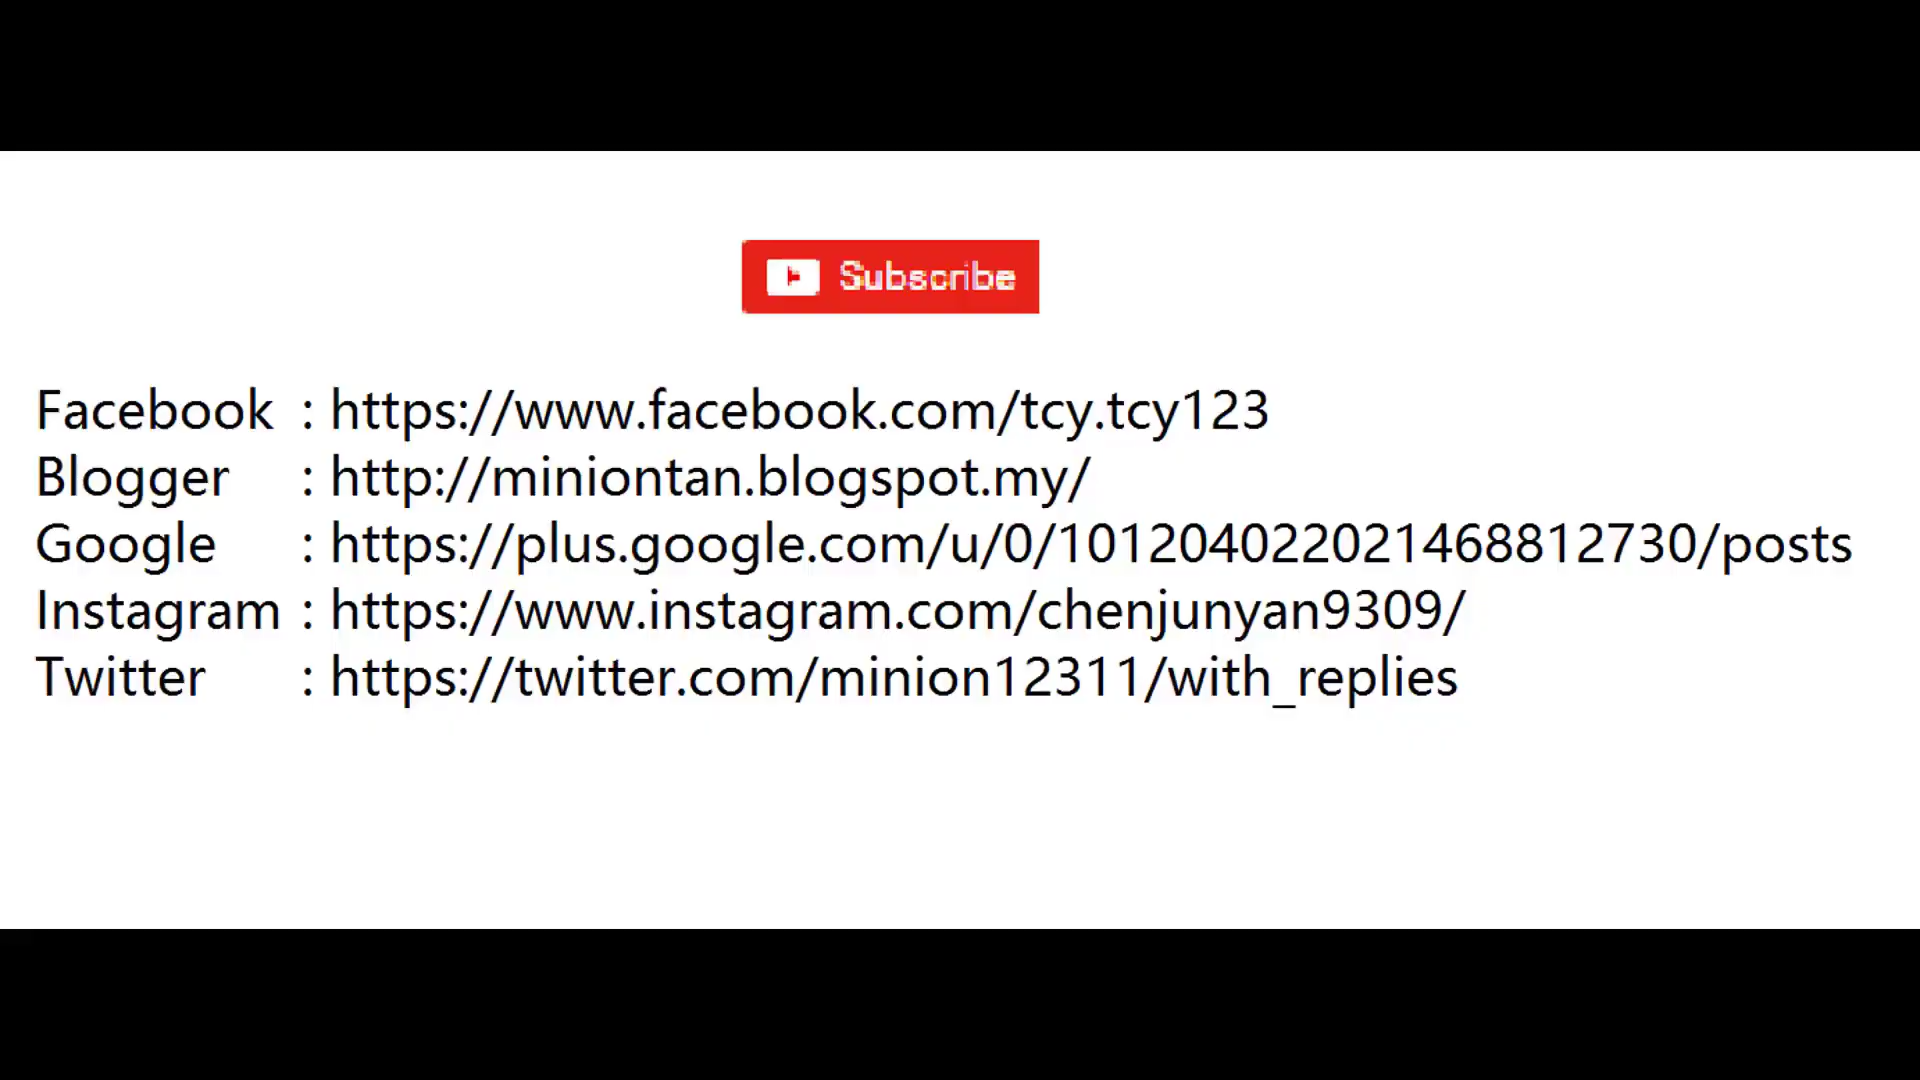 Subscribe
Facebook : https://www.facebook.com/tcy.tcy123
Blogger : http://miniontan.blogspot.my/
Google : https://plus.google.com/u/0/101204022021468812730/posts
Instagram : https://www.instagram.com/chenjunyan9309/
Twitter : https://twitter.com/minion12311/with_replies